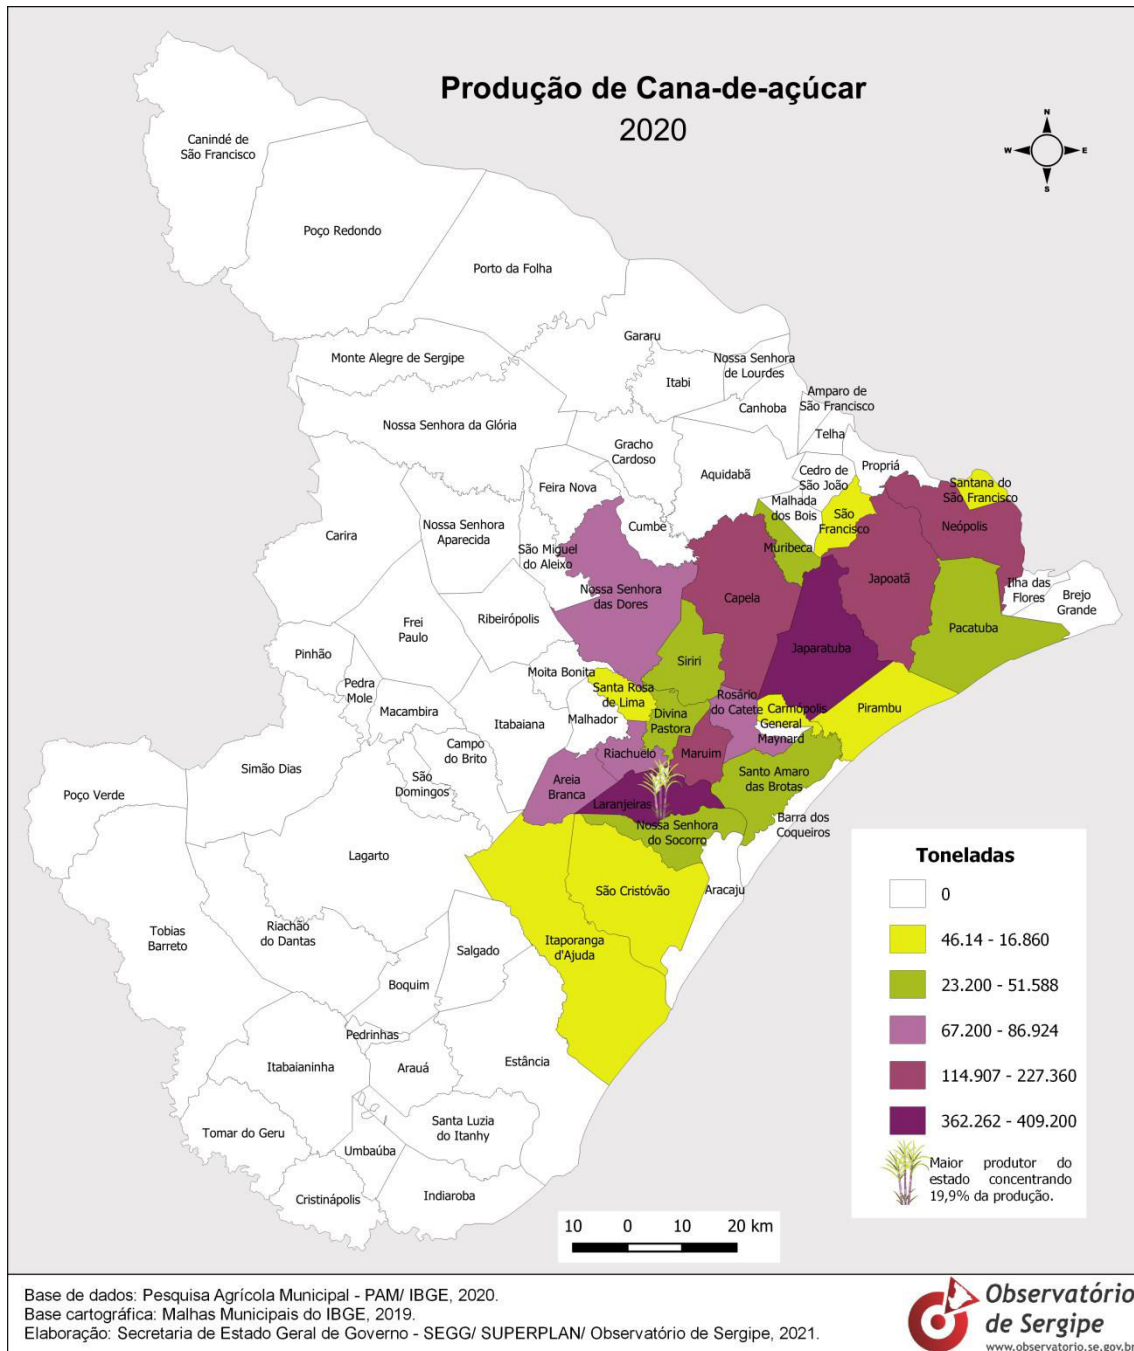 Produção de Cana-de-açúcar
2020
N
W
E
S
Canindé de
São Francisco
Poço Redondo
Porto da Folha
Gararu
Monte Alegre de Sergipe
Nossa Senhora
de Lourdes
Itabi
Amparo de
São Francisco
Canhoba
Nossa Senhora da Glória
Telha
Gracho
Cardoso
Aquidabã
Cedro de
São João
Propriá
Feira Nova
Santana do
São Francisco
Malhada
dos Bois
São
Francisco
Neópolis
Carira
Nossa Senhora
Aparecida
Cumbe
São Miguel
do Aleixo
Muribeca
Japoatã
Ilha das
Flores
Brejo
Grande
Nossa Senhora
das Dores
Capela
Ribeirópolis
Frei
Paulo
Pacatuba
Japaratuba
Pinhão
Siriri
Moita Bonita
Pedra
Mole
Santa Rosa
de Lima
Rosário
do Catete
Carmópolis
Pirambu
Macambira
Malhador
Divina
Pastora
General
Maynard
Itabaiana
Campo
do Brito
Riachuelo
Maruim
Simão Dias
São
Domingos
Areia
Branca
Santo Amaro
das Brotas
Poço Verde
Laranjeiras
Barra dos
Coqueiros
Nossa Senhora
do Socorro
Lagarto
São Cristóvão
Aracaju
Tobias
Barreto
Riachão
do Dantas
Itaporanga
d'Ajuda
Salgado
Boquim
Pedrinhas
Itabaianinha
Arauá
Estância
Santa Luzia
do Itanhy
Tomar do Geru
Umbaúba
Cristinápolis
Indiaroba
Toneladas
0
46.14 - 16.860
23.200 - 51.588
67.200 - 86.924
114.907 - 227.360
362.262 - 409.200
Maior produtor do
estado concentrando
19,9% da produção.
10 0 10 20 km
Base de dados: Pesquisa Agrícola Municipal - PAM/ IBGE, 2020.
Base cartográfica: Malhas Municipais do IBGE, 2019.
Elaboração: Secretaria de Estado Geral de Governo - SEGG/ SUPERPLAN/ Observatório de Sergipe, 2021.
Observatório
de Sergipe
www.observatorio.se.gov.br